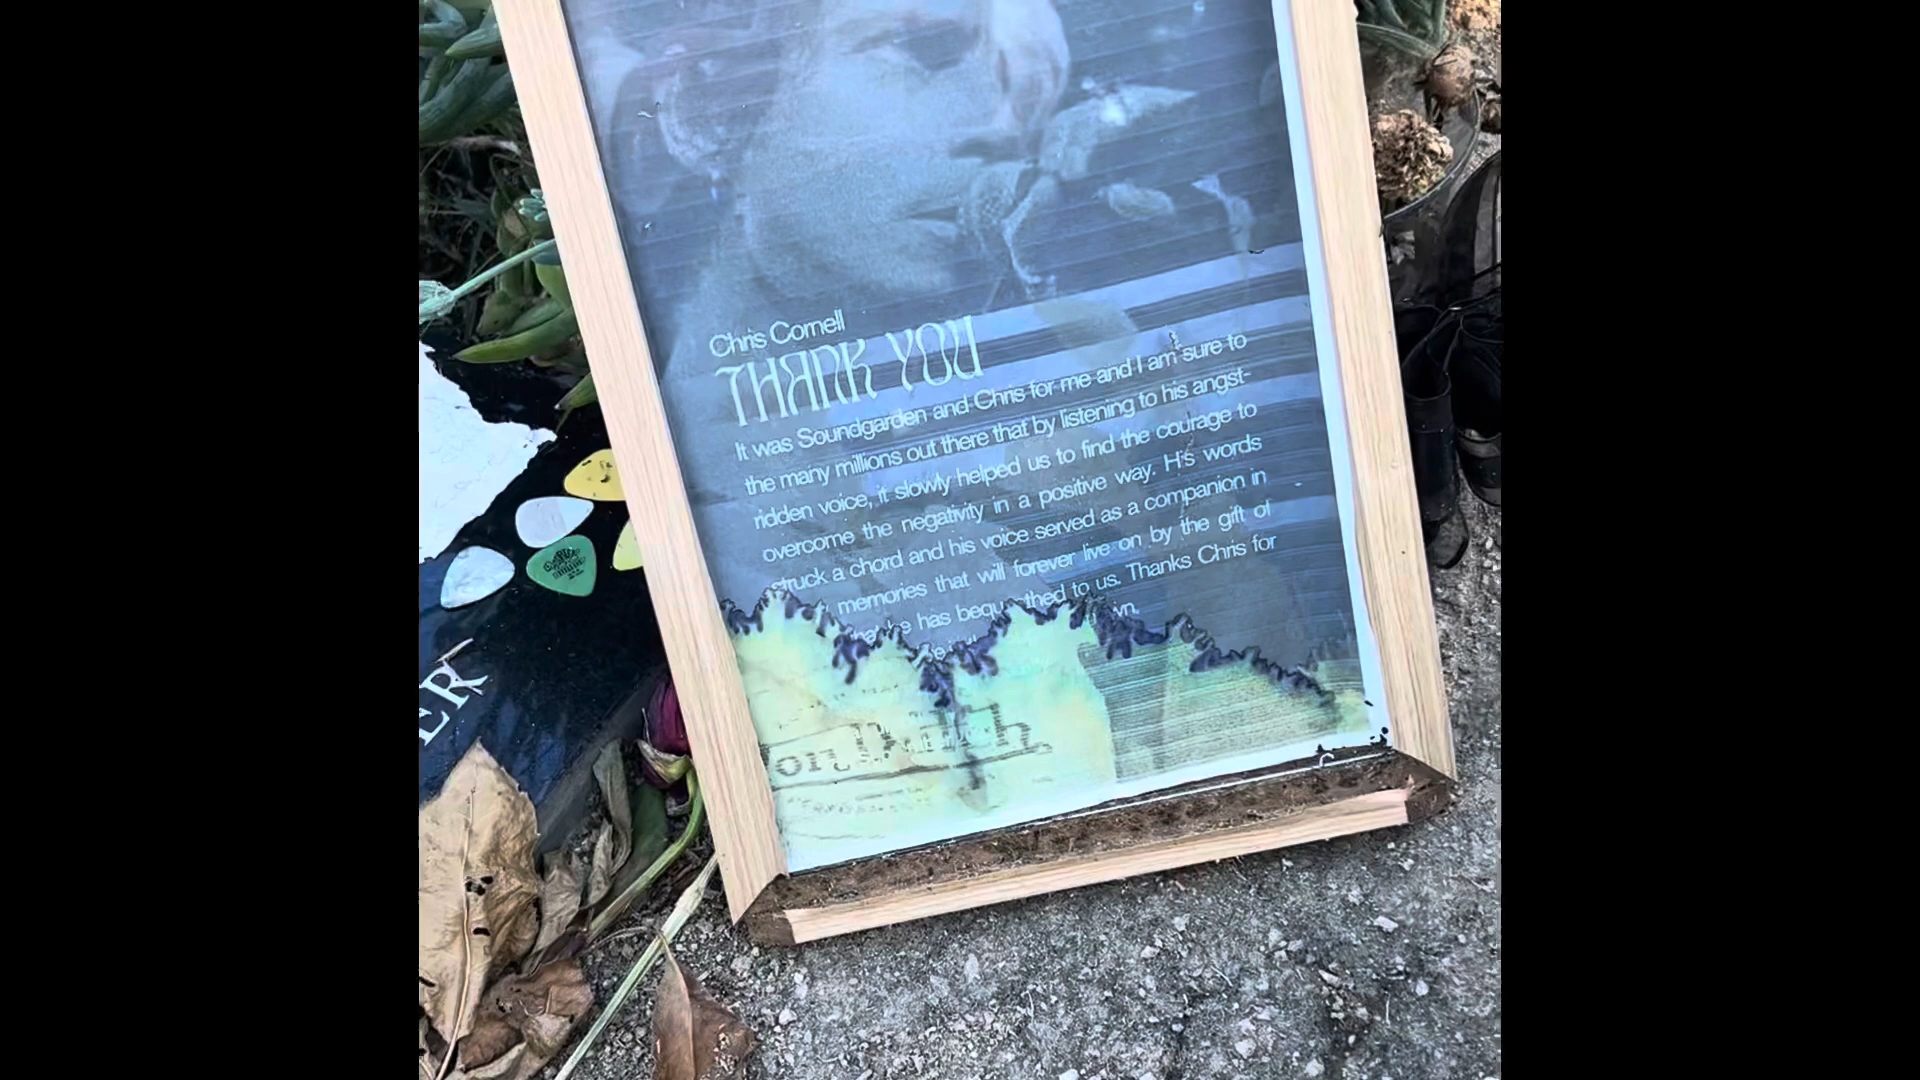 Chris Cornell
THANK YOU
It was Soundgarden and Chris for me and I am sure to
the many millions out there that by listening to his angst-
ridden voice, it slowly helped us to find the courage to
overcome the negativity in a positive way. His words
struck a chord and his voice served as a companion in
memories that will forever live on by the gift of
has bequathed to us. Thanks Chris for
ER